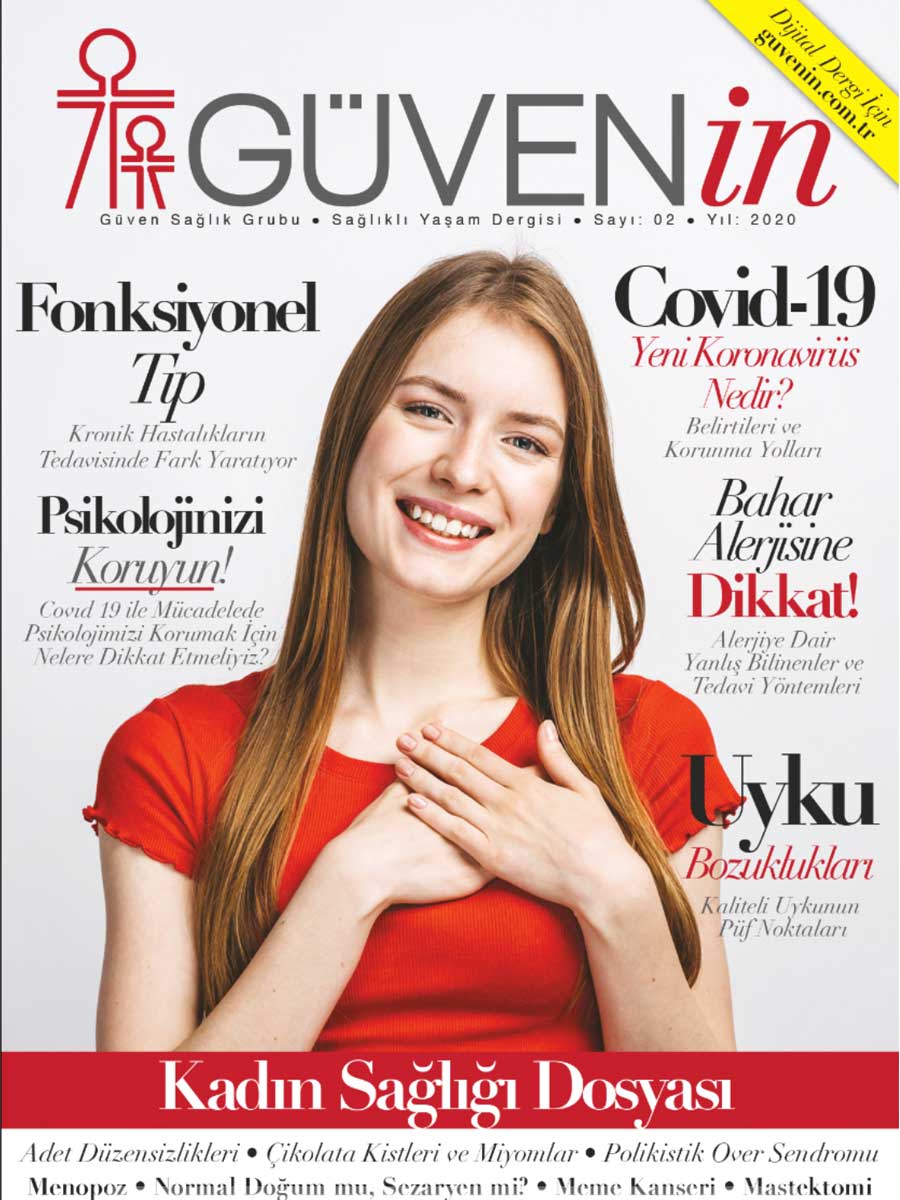 Dijital Dergi İçin
guvenin.com.tr
GÜVENin
Güven Sağlık Grubu • Sağlıklı Yaşam Dergisi • Sayı: 02 • Yıl: 2020
Fonksiyonel
Tıp
Kronik Hastalıkların
Tedavisinde Fark Yaratıyor
Psikolojinizi
Koruyun!
Covıd 19 ile Mücadelede
Psikolojimizi Korumak İçin
Nelere Dikkat Etmeliyiz?
Covid-19
Yeni Koronavirüs
Nedir?
Belirtileri ve
Korunma Yolları
Bahar
Alerjisine
Dikkat!
Alerjiye Dair
Yanlış Bilinenler ve
Tedavi Yöntemleri
Uyku
Bozuklukları
Kaliteli Uykunun
Püf Noktaları
Kadın Sağlığı Dosyası
Adet Düzensizlikleri • Çikolata Kistleri ve Miyomlar • Polikistik Over Sendromu
Menopoz • Normal Doğum mu, Sezaryen mi? • Meme Kanseri • Mastektomi